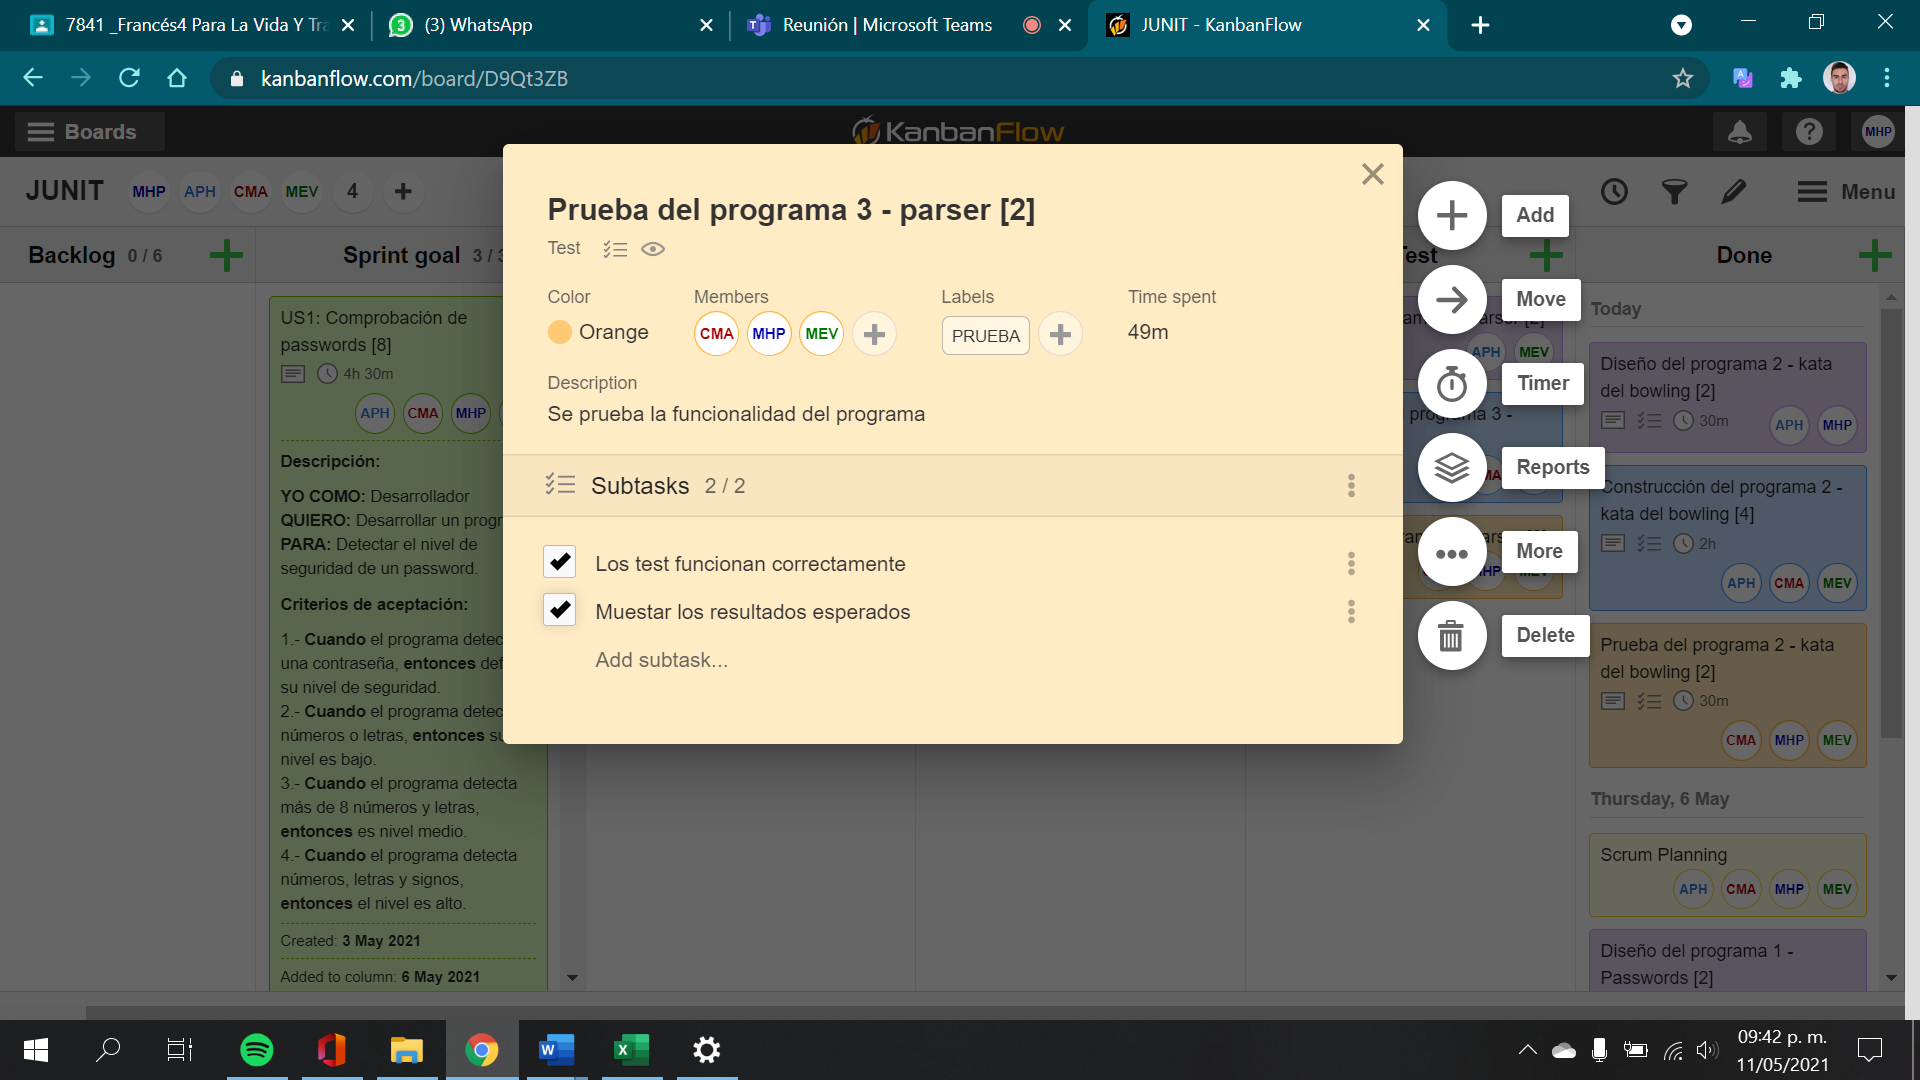 7841 _Francés4 Para La Vida Y Tra
(3) WhatsApp
Reunión | Microsoft Teams
JUNIT - KanbanFlow
kanbanflow.com/board/D9Qt3ZB
Boards
KanbanFlow
MHP
JUNIT MHP APH CMA MEV 4
Menu
Backlog 0 / 6
Sprint goal 3 / 3
Test
Done
US1: Comprobación de
passwords [8]
4h 30m
APH CMA MHP
Descripción:
YO COMO: Desarrollador
QUIERO: Desarrollar un progr
PARA: Detectar el nivel de
seguridad de un password.
Criterios de aceptación:
1.- Cuando el programa detec
una contraseña, entonces def
su nivel de seguridad.
2.- Cuando el programa detec
números o letras, entonces su
nivel es bajo.
3.- Cuando el programa detecta
más de 8 números y letras,
entonces es nivel medio.
4.- Cuando el programa detecta
números, letras y signos,
entonces el nivel es alto.
Created: 3 May 2021
Added to column: 6 May 2021
Prueba del programa 3 - parser [2]
Test
Color
Orange
Members
CMA MHP MEV
Labels
PRUEBA
Time spent
49m
Description
Se prueba la funcionalidad del programa
Subtasks 2 / 2
Los test funcionan correctamente
Muestar los resultados esperados
Add subtask...
Add
Move
Timer
Reports
More
Delete
APH MEV
programa 3 -
Today
Diseño del programa 2 - kata
del bowling [2]
30m
APH MHP
Construcción del programa 2 -
kata del bowling [4]
2h
APH CMA MEV
Prueba del programa 2 - kata
del bowling [2]
30m
CMA MHP MEV
Thursday, 6 May
Scrum Planning
APH CMA MHP MEV
Diseño del programa 1 -
Passwords [2]
09:42 p. m.
11/05/2021